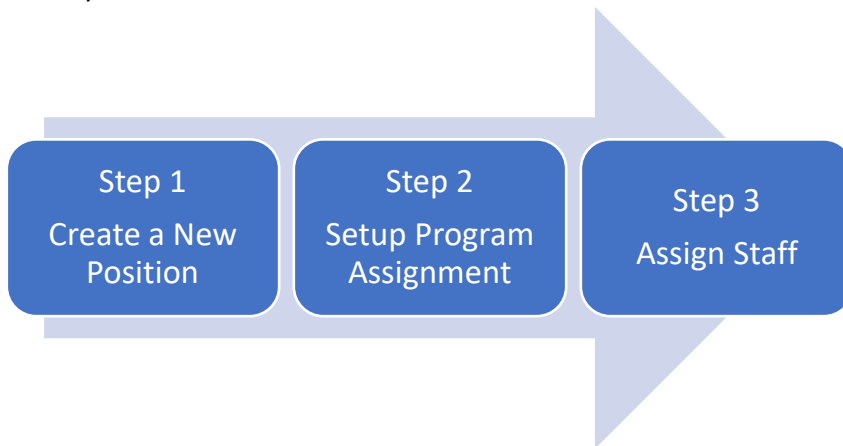 Step 1
Create a New
Position
Step 2
Setup Program
Assignment
Step 3
Assign Staff